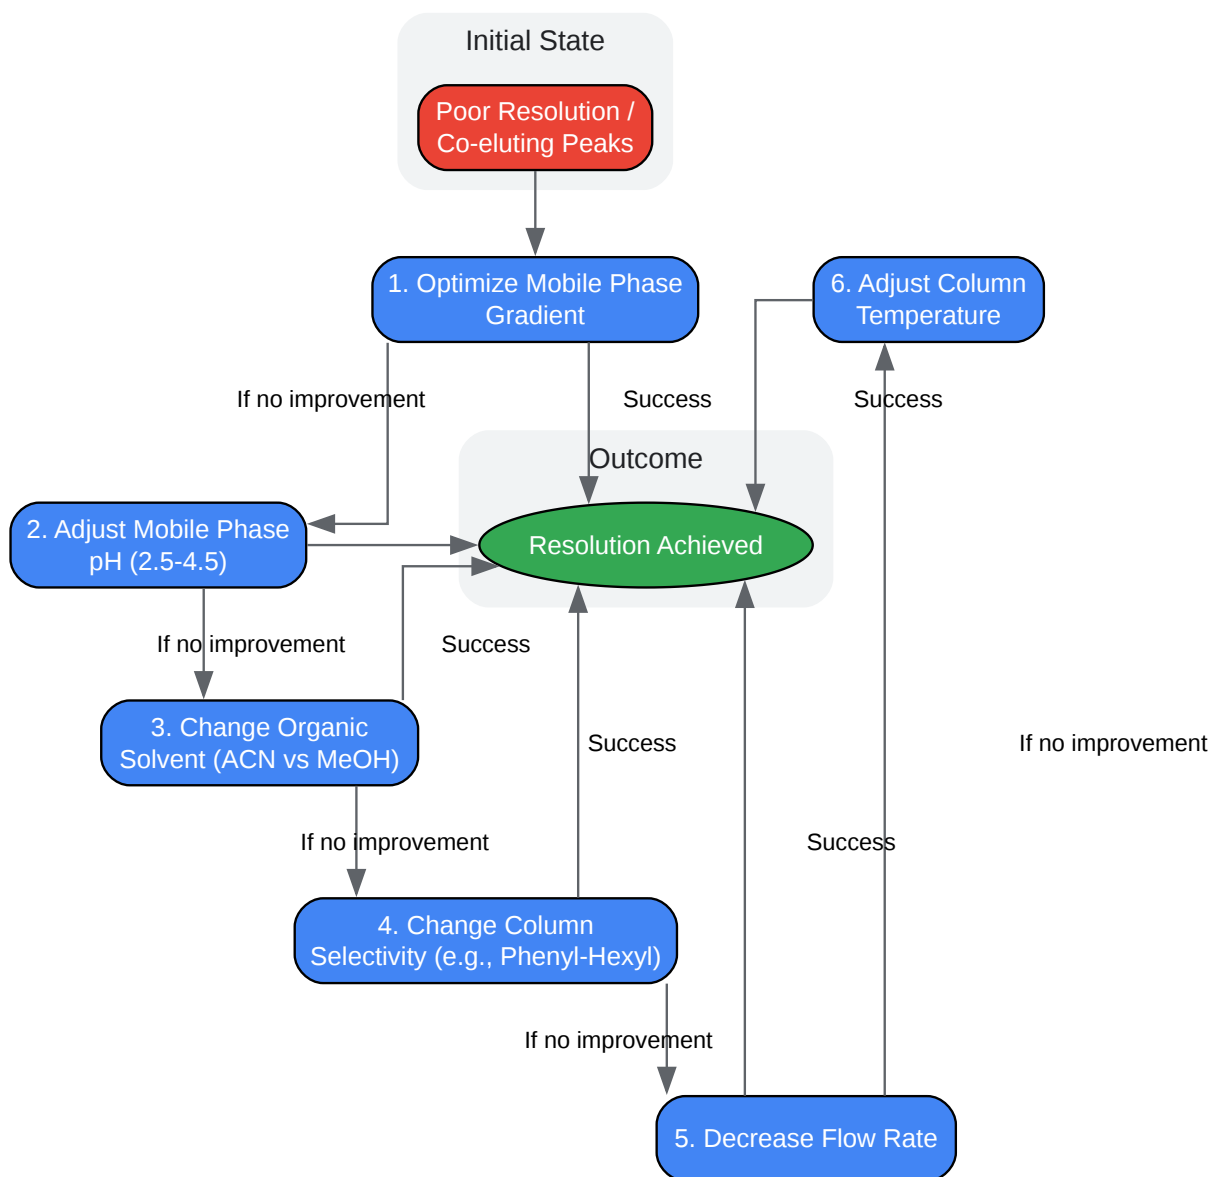 Initial State
Poor Resolution /
Co-eluting Peaks
1. Optimize Mobile Phase
Gradient
6. Adjust Column
Temperature
If no improvement
Success
Success
Outcome
2. Adjust Mobile Phase
pH (2.5-4.5)
Resolution Achieved
If no improvement
Success
3. Change Organic
Solvent (ACN vs MeOH)
Success
If no improvement
If no improvement
Success
4. Change Column
Selectivity (e.g., Phenyl-Hexyl)
If no improvement
5. Decrease Flow Rate